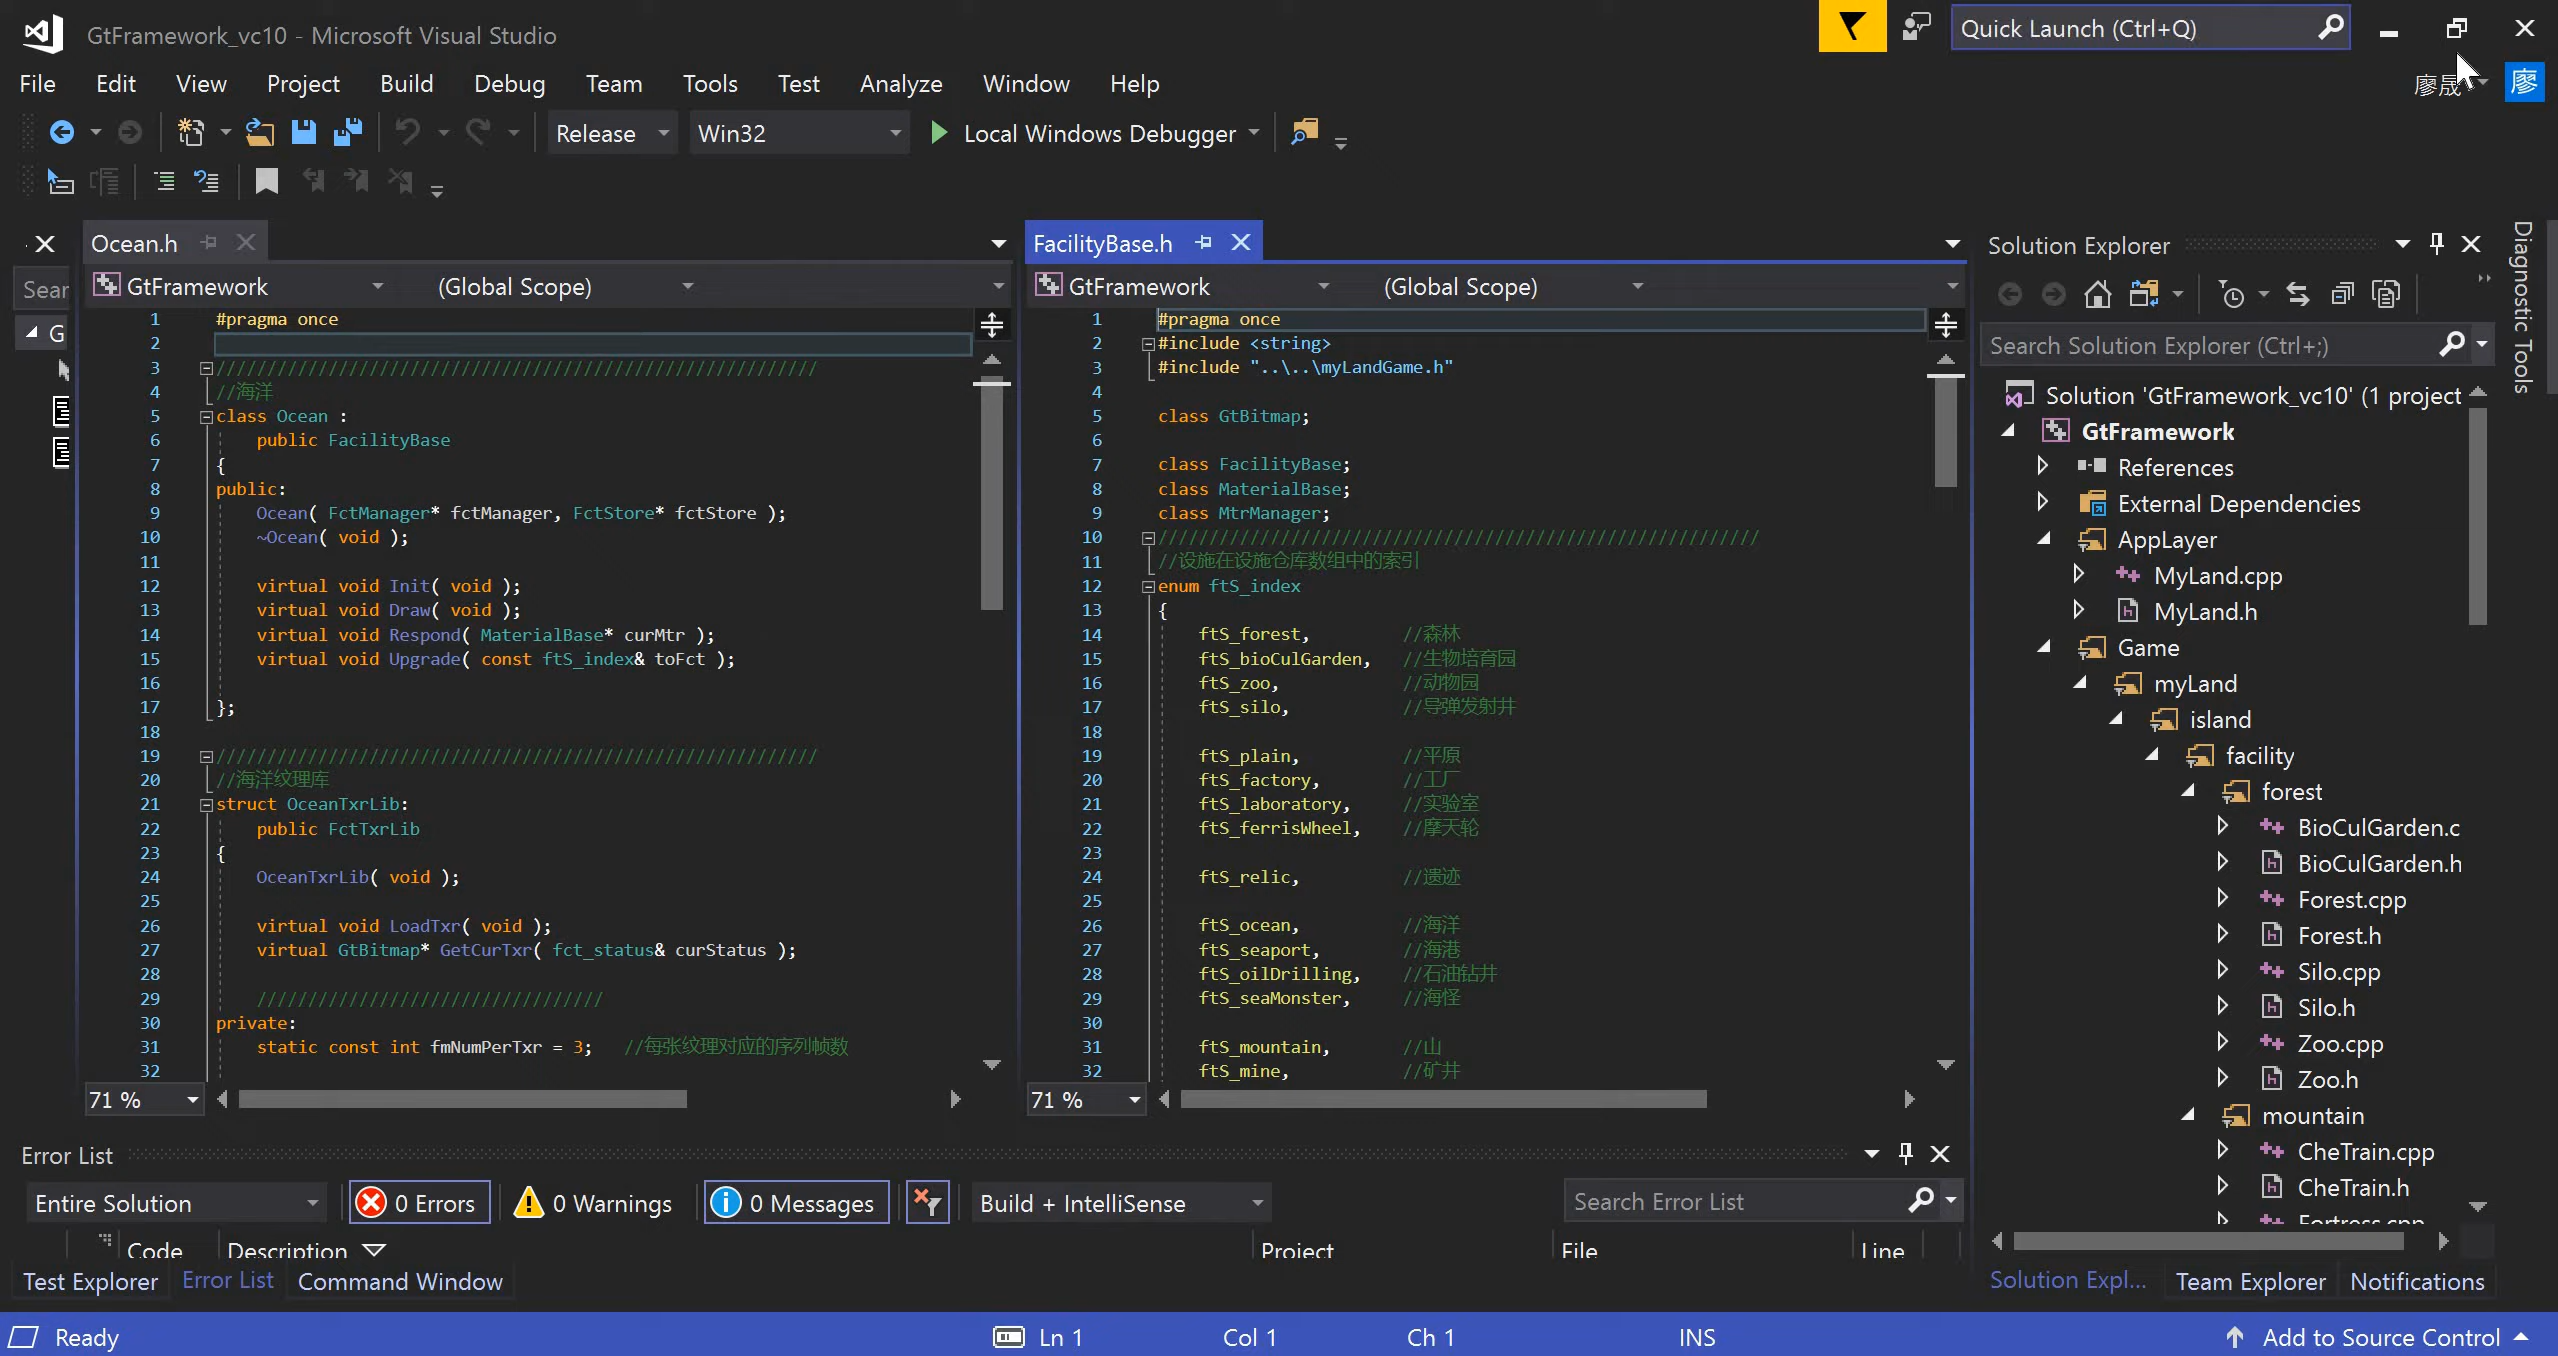 GtFramework_vc10 - Microsoft Visual Studio
Quick Launch (Ctrl+Q)
File Edit View Project Build Debug Team Tools Test Analyze Window Help
廖晟 廖
Release Win32 Local Windows Debugger
Ocean.h
Sear
GtFramework (Global Scope)
G
1 #pragma once
2
3 ///////////////////////////////////////////////////////////
4 //海洋
5 class Ocean :
6 public FacilityBase
7 {
8 public:
9 Ocean( FctManager* fctManager, FctStore* fctStore );
10 ~Ocean( void );
11
12 virtual void Init( void );
13 virtual void Draw( void );
14 virtual void Respond( MaterialBase* curMtr );
15 virtual void Upgrade( const ftS_index& toFct );
16
17 };
18
19 ///////////////////////////////////////////////////////////
20 //海洋纹理库
21 struct OceanTxrLib:
22 public FctTxrLib
23 {
24 OceanTxrLib( void );
25
26 virtual void LoadTxr( void );
27 virtual GtBitmap* GetCurTxr( fct_status& curStatus );
28
29 //////////////////////////////////
30 private:
31 static const int fmNumPerTxr = 3; //每张纹理对应的序列帧数
32
71 %
FacilityBase.h
GtFramework (Global Scope)
1 #pragma once
2 #include <string>
3 #include "..\..\myLandGame.h"
4
5 class GtBitmap;
6
7 class FacilityBase;
8 class MaterialBase;
9 class MtrManager;
10 ///////////////////////////////////////////////////////////
11 //设施在设施仓库数组中的索引
12 enum ftS_index
13 {
14 ftS_forest, //森林
15 ftS_bioCulGarden, //生物培育园
16 ftS_zoo, //动物园
17 ftS_silo, //导弹发射井
18
19 ftS_plain, //平原
20 ftS_factory, //工厂
21 ftS_laboratory, //实验室
22 ftS_ferrisWheel, //摩天轮
23
24 ftS_relic, //遗迹
25
26 ftS_ocean, //海洋
27 ftS_seaport, //海港
28 ftS_oilDrilling, //石油钻井
29 ftS_seaMonster, //海怪
30
31 ftS_mountain, //山
32 ftS_mine, //矿井
71 %
Solution Explorer
Search Solution Explorer (Ctrl+;)
Solution 'GtFramework_vc10' (1 project
GtFramework
References
External Dependencies
AppLayer
MyLand.cpp
MyLand.h
Game
myLand
island
facility
forest
BioCulGarden.c
BioCulGarden.h
Forest.cpp
Forest.h
Silo.cpp
Silo.h
Zoo.cpp
Zoo.h
mountain
CheTrain.cpp
CheTrain.h
Fortress.cpp
Solution Expl... Team Explorer Notifications
Diagnostic Tools
Error List
Entire Solution 0 Errors 0 Warnings 0 Messages Build + IntelliSense Search Error List
Code Description Project File Line
Test Explorer Error List Command Window
Ready Ln 1 Col 1 Ch 1 INS Add to Source Control